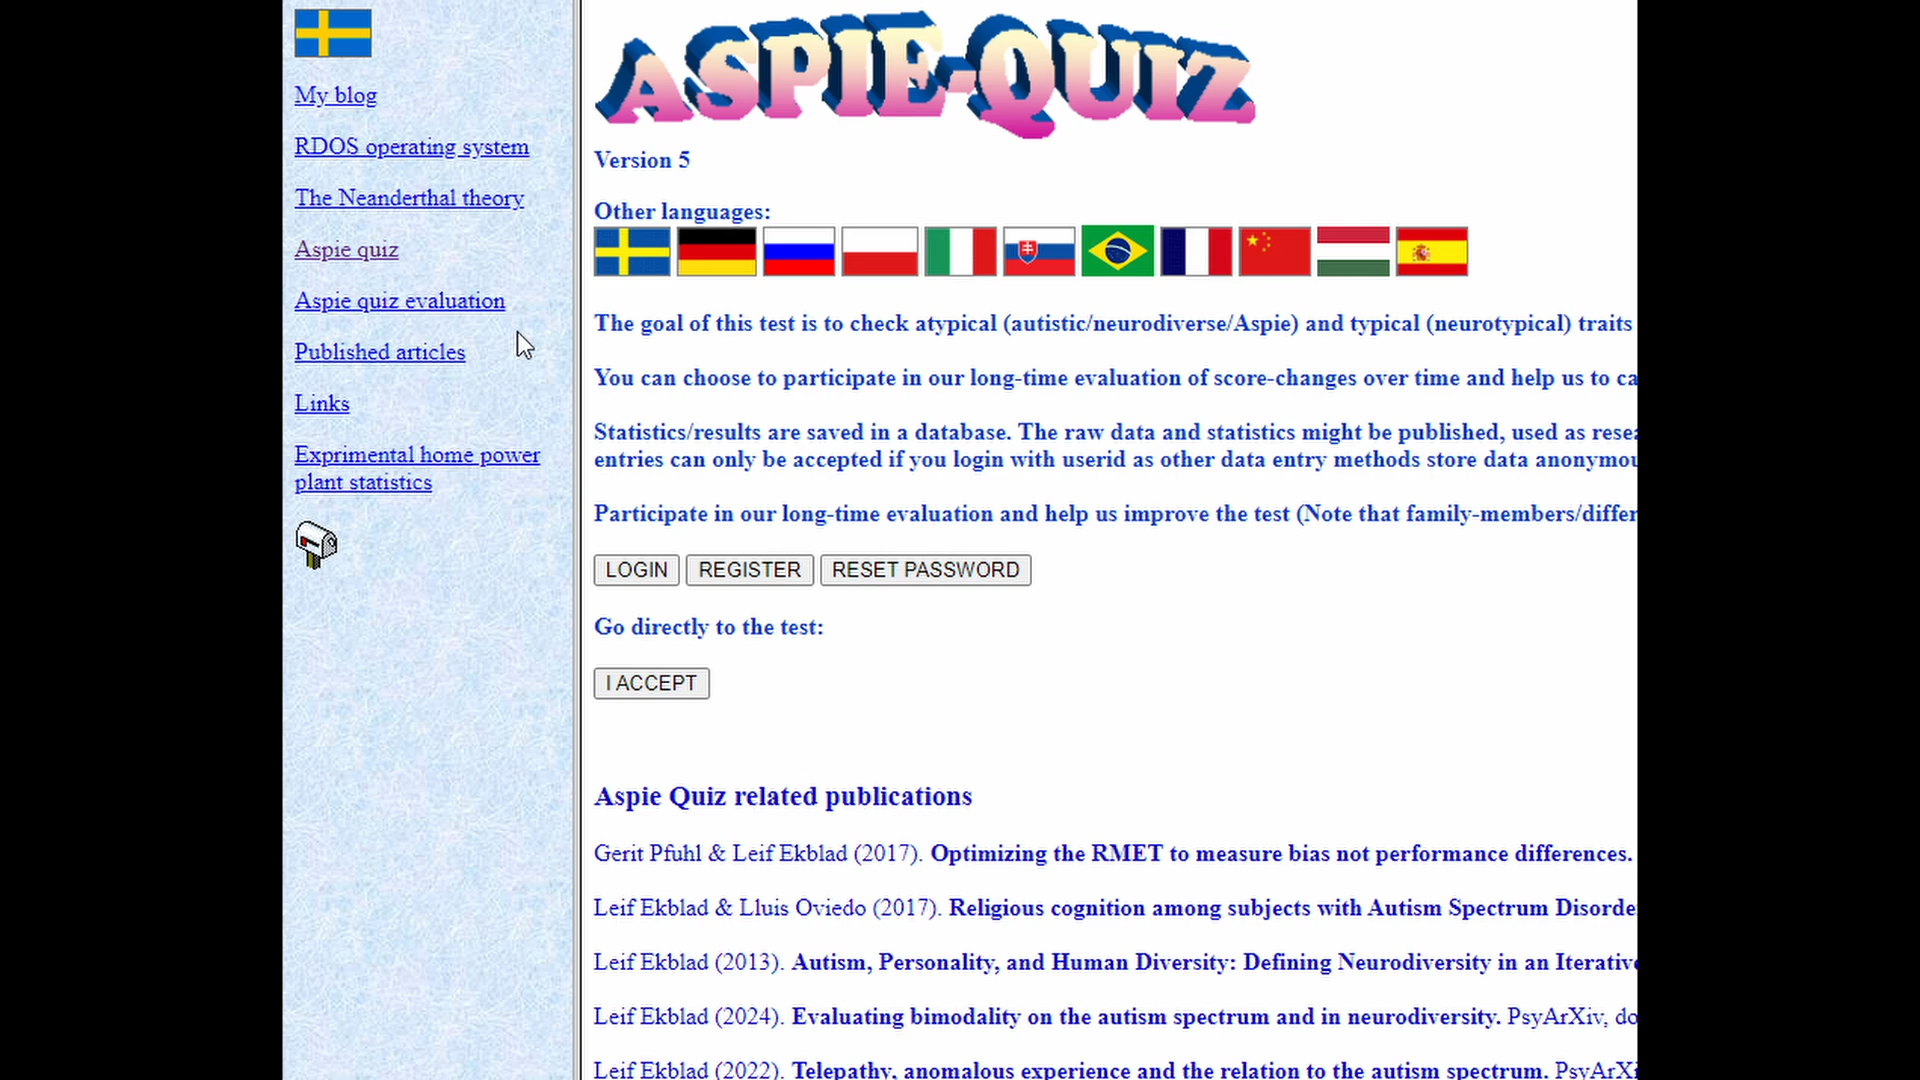 My blog
RDOS operating system
The Neanderthal theory
Aspie quiz
Aspie quiz evaluation
Published articles
Links
Exprimental home power
plant statistics
ASPIE-QUIZ
Version 5
Other languages:
The goal of this test is to check atypical (autistic/neurodiverse/Aspie) and typical (neurotypical) traits
You can choose to participate in our long-time evaluation of score-changes over time and help us to ca
Statistics/results are saved in a database. The raw data and statistics might be published, used as resea
entries can only be accepted if you login with userid as other data entry methods store data anonymou
Participate in our long-time evaluation and help us improve the test (Note that family-members/differ
LOGIN REGISTER RESET PASSWORD
Go directly to the test:
I ACCEPT
Aspie Quiz related publications
Gerit Pfuhl & Leif Ekblad (2017). Optimizing the RMET to measure bias not performance differences.
Leif Ekblad & Lluis Oviedo (2017). Religious cognition among subjects with Autism Spectrum Disorde
Leif Ekblad (2013). Autism, Personality, and Human Diversity: Defining Neurodiversity in an Iterative
Leif Ekblad (2024). Evaluating bimodality on the autism spectrum and in neurodiversity. PsyArXiv, do
Leif Ekblad (2022). Telepathy, anomalous experience and the relation to the autism spectrum. PsyArXi